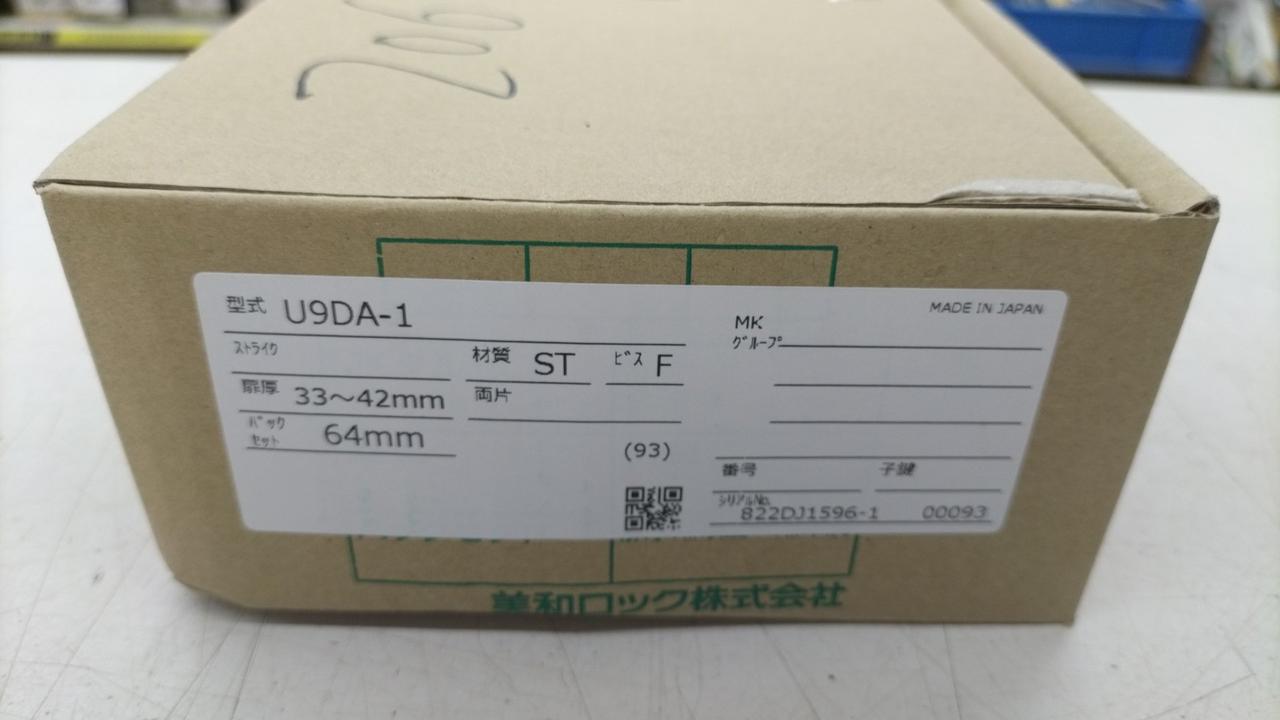 206
型式 U9DA-1
MADE IN JAPAN
MK
ｸﾞﾙｰﾌﾟ
ｽﾄﾗｲｸ
材質 ST ﾋﾞｽ F
扉厚 33～42mm 両片
ﾊﾞｯｸ
ｾｯﾄ 64mm
(93)
番号 子鍵
ｼﾘｱﾙNo. 822DJ1596-1 00093
美和ロック株式会社